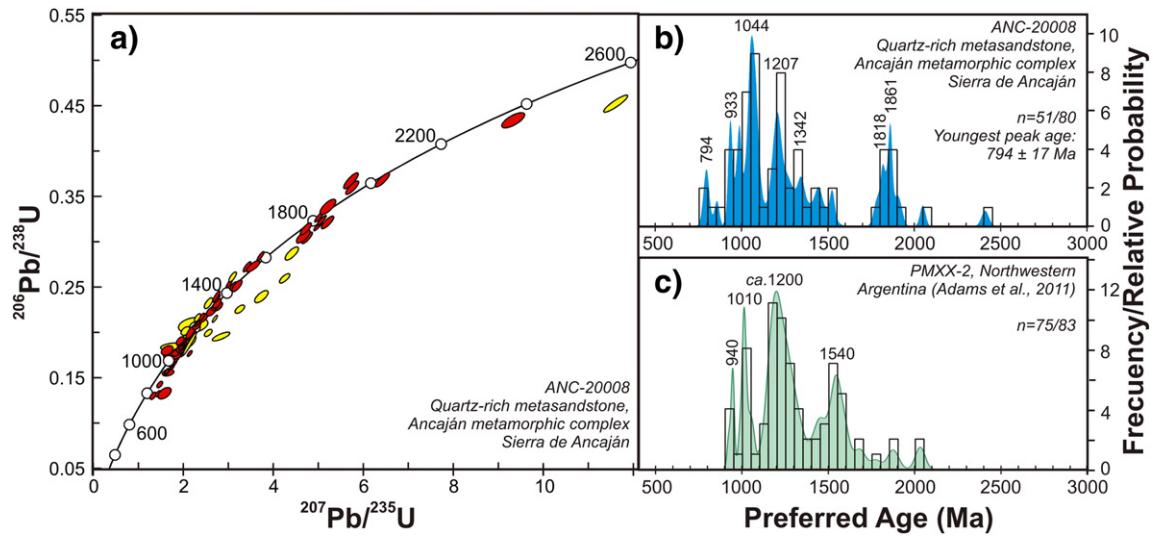 a)
0.55
0.45
0.35
0.25
0.15
0.05
206Pb/238U
2600
2200
1800
1400
1000
600
ANC-20008
Quartz-rich metasandstone,
Ancaján metamorphic complex
Sierra de Ancaján
0
2
4
6
8
10
207Pb/235U
b)
1044
ANC-20008
Quartz-rich metasandstone,
Ancaján metamorphic complex
Sierra de Ancaján
n=51/80
Youngest peak age:
794 ± 17 Ma
794
933
1207
1342
1818
1861
10
8
6
4
2
0
500
1000
1500
2000
2500
3000
c)
ca.1200
PMXX-2, Northwestern
Argentina (Adams et al., 2011)
n=75/83
940
1010
1540
12
8
4
0
500
1000
1500
2000
2500
3000
Preferred Age (Ma)
Frecuency/Relative Probability